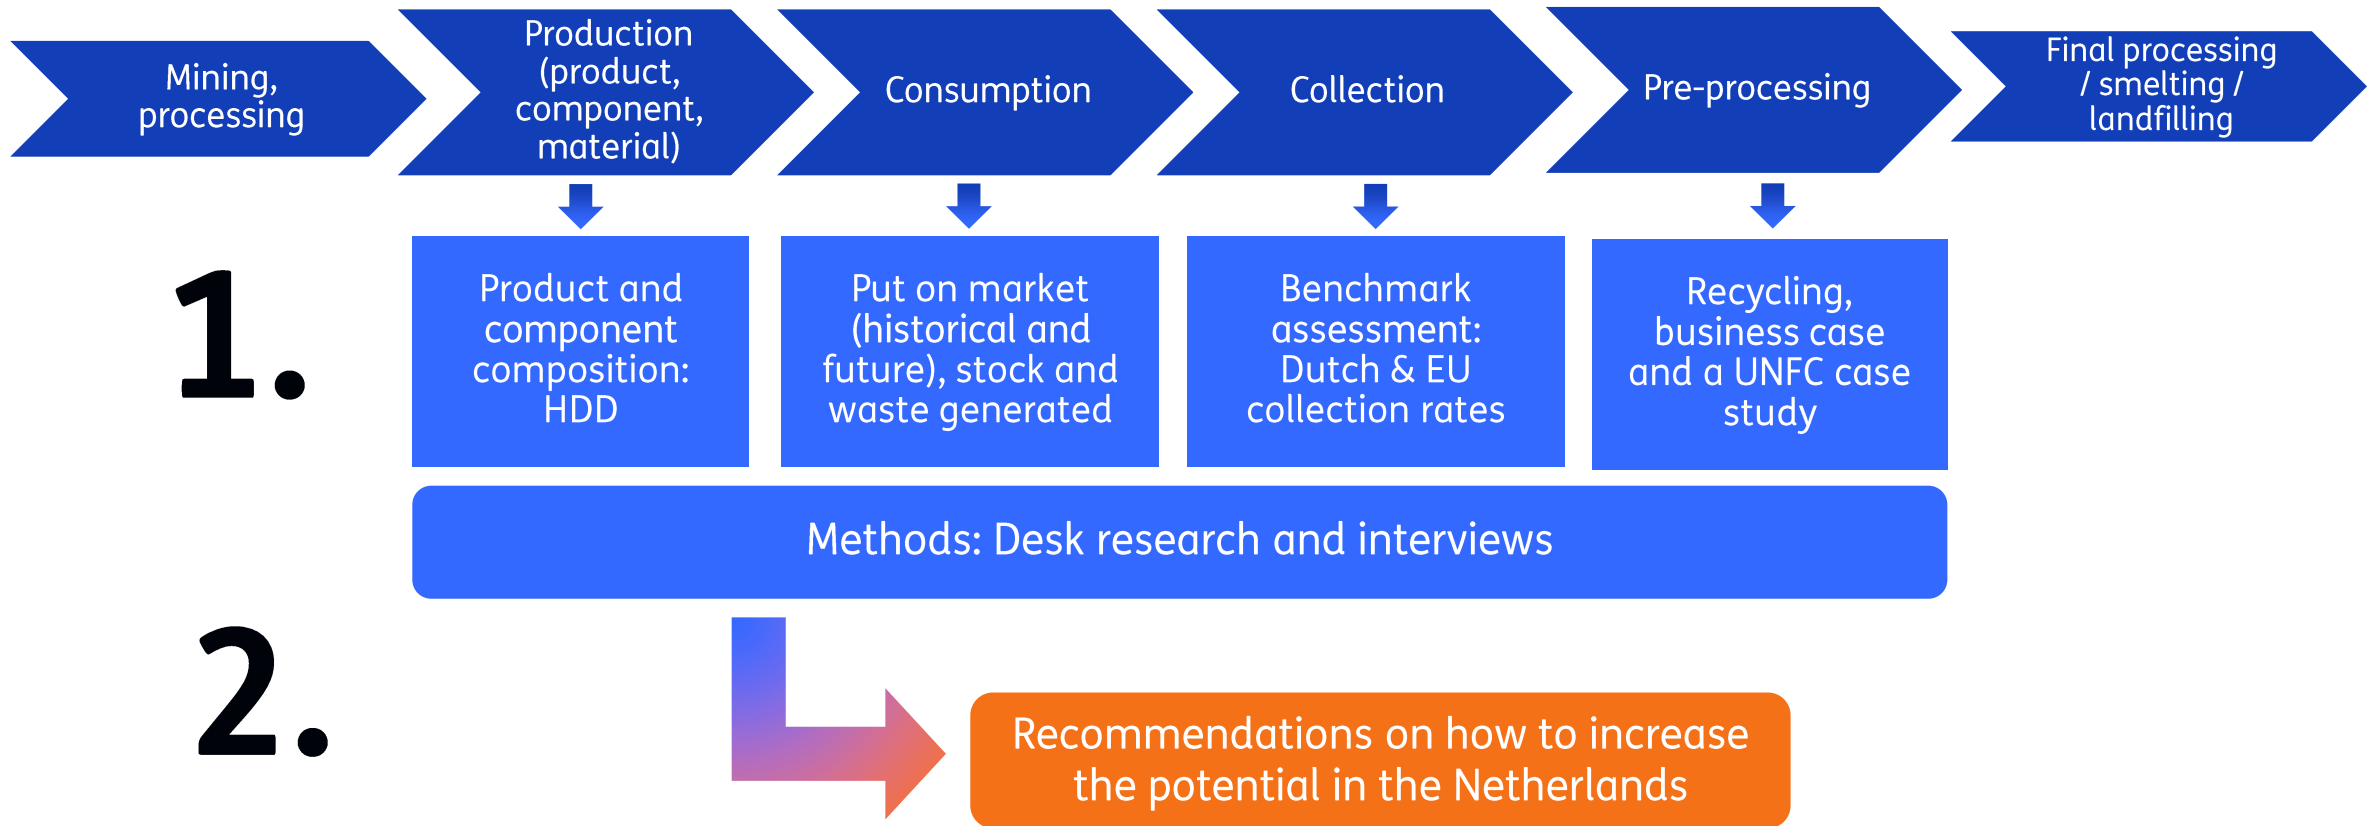 Mining,
processing
Production
(product,
component,
material)
Consumption
Collection
Pre-processing
Final processing
/ smelting /
landfilling
1.
Product and
component
composition:
HDD
Put on market
(historical and
future), stock and
waste generated
Benchmark
assessment:
Dutch & EU
collection rates
Recycling,
business case
and a UNFC case
study
Methods: Desk research and interviews
2.
Recommendations on how to increase
the potential in the Netherlands